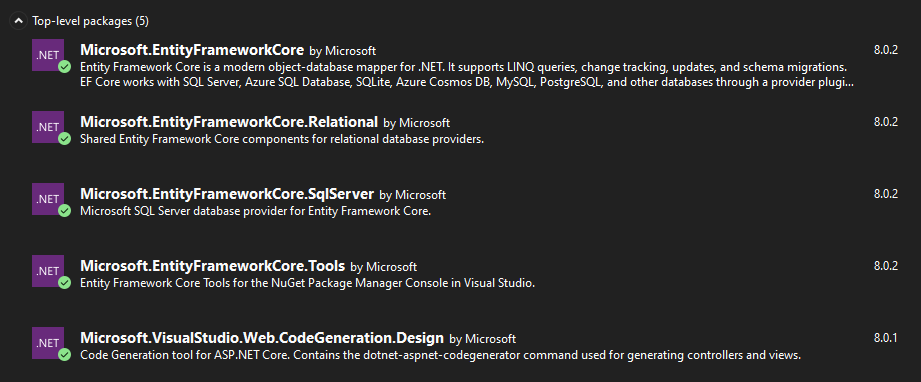 Top-level packages (5)
.NET
Microsoft.EntityFrameworkCore by Microsoft
8.0.2
Entity Framework Core is a modern object-database mapper for .NET. It supports LINQ queries, change tracking, updates, and schema migrations.
EF Core works with SQL Server, Azure SQL Database, SQLite, Azure Cosmos DB, MySQL, PostgreSQL, and other databases through a provider plugi...
.NET
Microsoft.EntityFrameworkCore.Relational by Microsoft
8.0.2
Shared Entity Framework Core components for relational database providers.
.NET
Microsoft.EntityFrameworkCore.SqlServer by Microsoft
8.0.2
Microsoft SQL Server database provider for Entity Framework Core.
.NET
Microsoft.EntityFrameworkCore.Tools by Microsoft
8.0.2
Entity Framework Core Tools for the NuGet Package Manager Console in Visual Studio.
.NET
Microsoft.VisualStudio.Web.CodeGeneration.Design by Microsoft
8.0.1
Code Generation tool for ASP.NET Core. Contains the dotnet-aspnet-codegenerator command used for generating controllers and views.